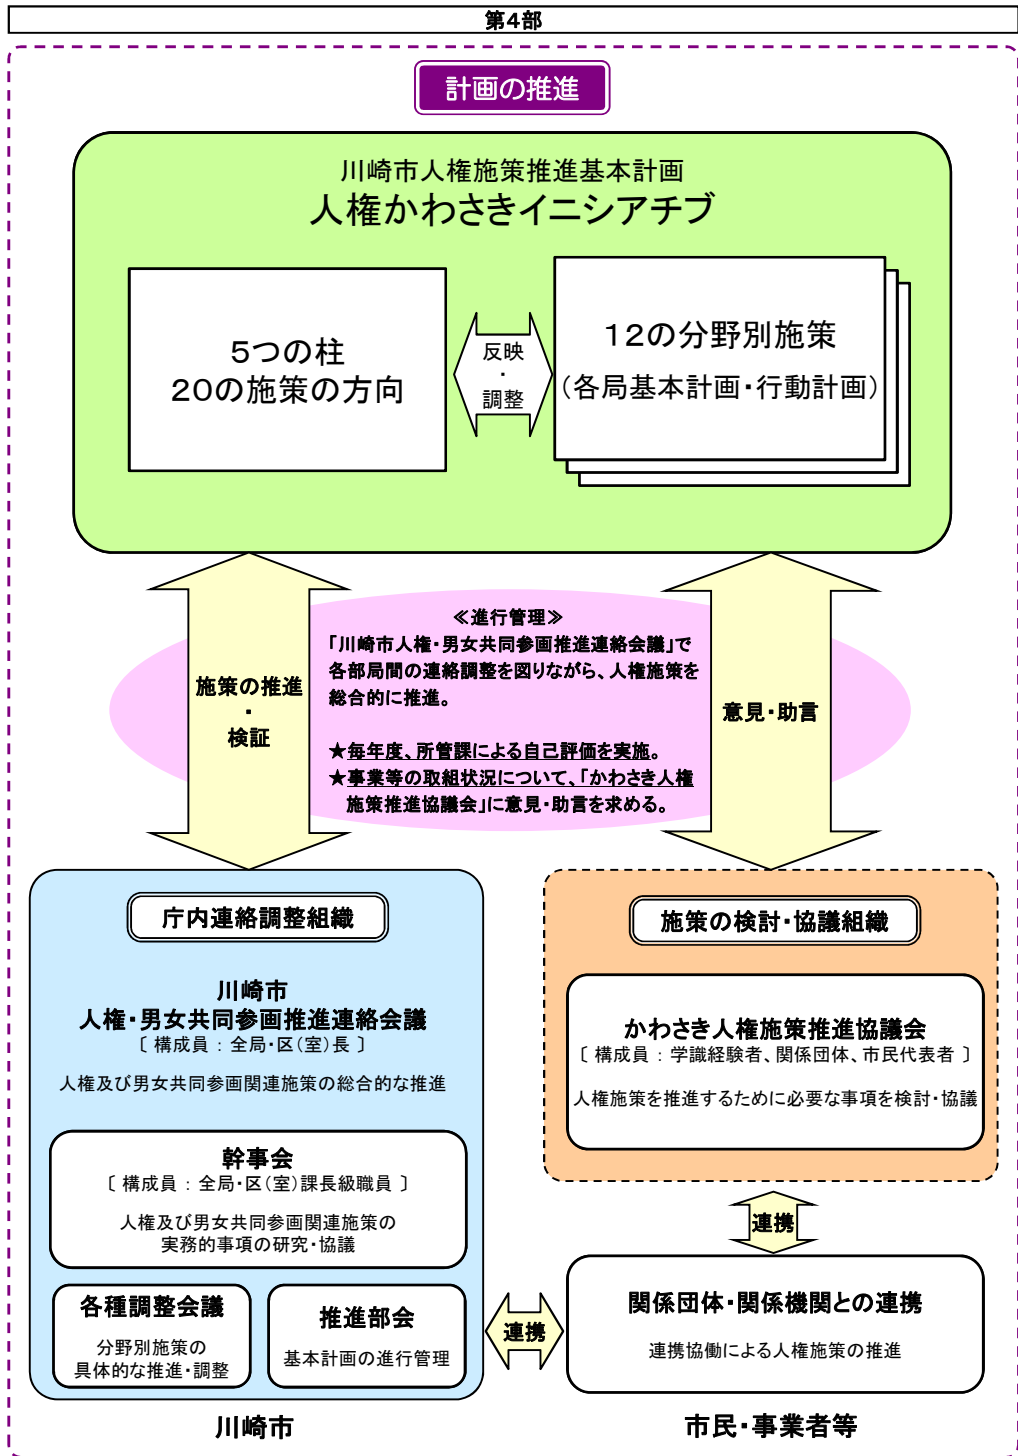 第4部
計画の推進
川崎市人権施策推進基本計画
人権かわさきイニシアチブ
5つの柱
20の施策の方向
反映
・
調整
12の分野別施策
(各局基本計画・行動計画)
施策の推進
・
検証
≪進行管理≫
「川崎市人権・男女共同参画推進連絡会議」で
各部局間の連絡調整を図りながら、人権施策を
総合的に推進。
★毎年度、所管課による自己評価を実施。
★事業等の取組状況について、「かわさき人権
施策推進協議会」に意見・助言を求める。
意見・助言
庁内連絡調整組織
川崎市
人権・男女共同参画推進連絡会議
〔 構成員 : 全局・区(室)長 〕
人権及び男女共同参画関連施策の総合的な推進
幹事会
〔 構成員 : 全局・区(室)課長級職員 〕
人権及び男女共同参画関連施策の
実務的事項の研究・協議
各種調整会議
分野別施策の
具体的な推進・調整
推進部会
基本計画の進行管理
川崎市
施策の検討・協議組織
かわさき人権施策推進協議会
〔 構成員 : 学識経験者、関係団体、市民代表者 〕
人権施策を推進するために必要な事項を検討・協議
連携
連携
関係団体・関係機関との連携
連携協働による人権施策の推進
市民・事業者等